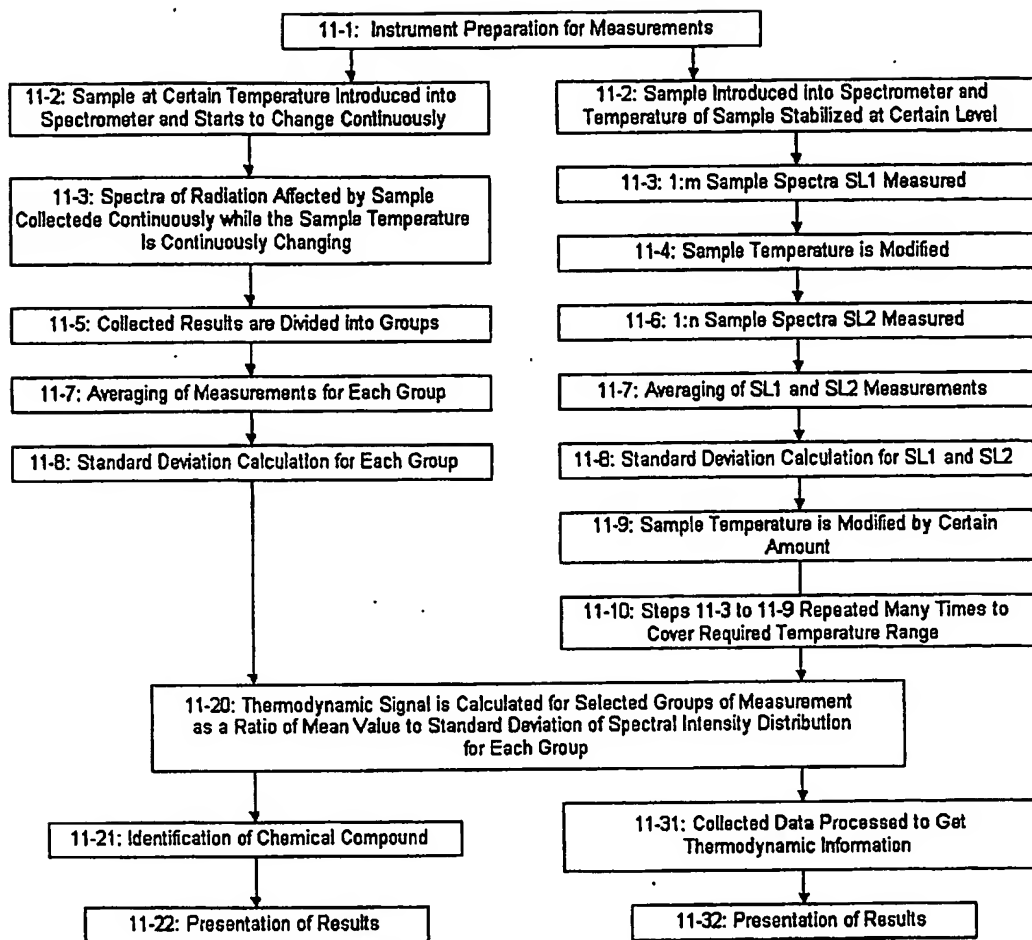 11-1: Instrument Preparation for Measurements
11-2: Sample at Certain Temperature Introduced into
Spectrometer and Starts to Change Continuously
11-3: Spectra of Radiation Affected by Sample
Collectede Continuously while the Sample Temperature
Is Continuously Changing
11-5: Collected Results are Divided into Groups
11-7: Averaging of Measurements for Each Group
11-8: Standard Deviation Calculation for Each Group
11-2: Sample Introduced into Spectrometer and
Temperature of Sample Stabilized at Certain Level
11-3: 1:m Sample Spectra SL1 Measured
11-4: Sample Temperature is Modified
11-6: 1:n Sample Spectra SL2 Measured
11-7: Averaging of SL1 and SL2 Measurements
11-8: Standard Deviation Calculation for SL1 and SL2
11-9: Sample Temperature is Modified by Certain
Amount
11-10: Steps 11-3 to 11-9 Repeated Many Times to
Cover Required Temperature Range
11-20: Thermodynamic Signal is Calculated for Selected Groups of Measurement
as a Ratio of Mean Value to Standard Deviation of Spectral Intensity Distribution
for Each Group
11-21: Identification of Chemical Compound
11-22: Presentation of Results
11-31: Collected Data Processed to Get
Thermodynamic Information
11-32: Presentation of Results